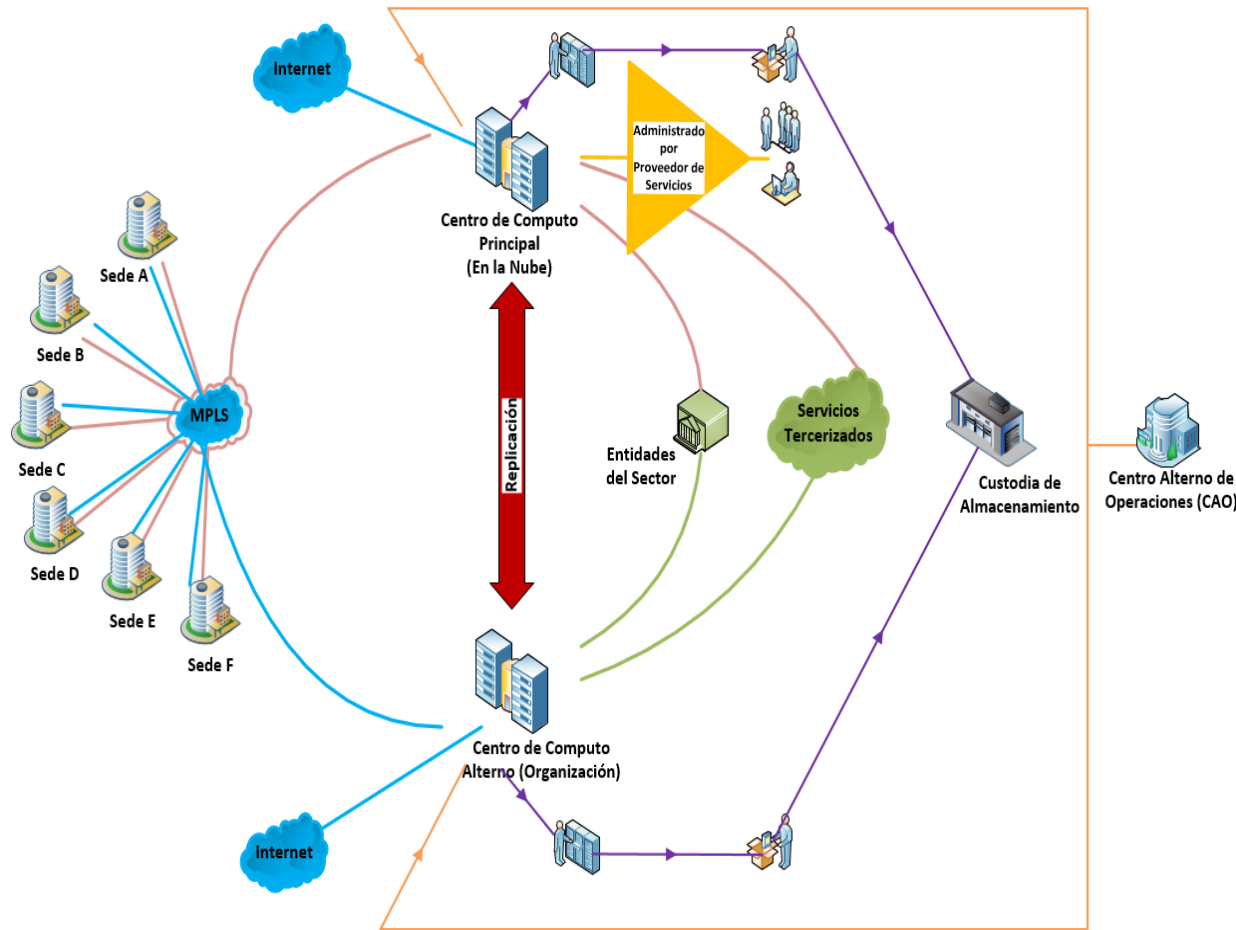 Internet
Administrado
por
Proveedor de
Servicios
Centro de Computo
Principal
(En la Nube)
Sede A
Sede B
Sede C
Sede D
Sede E
Sede F
MPLS
Replicación
Entidades
del Sector
Servicios
Tercerizados
Custodia de
Almacenamiento
Centro Alterno de
Operaciones (CAO)
Centro de Computo
Alterno (Organización)
Internet